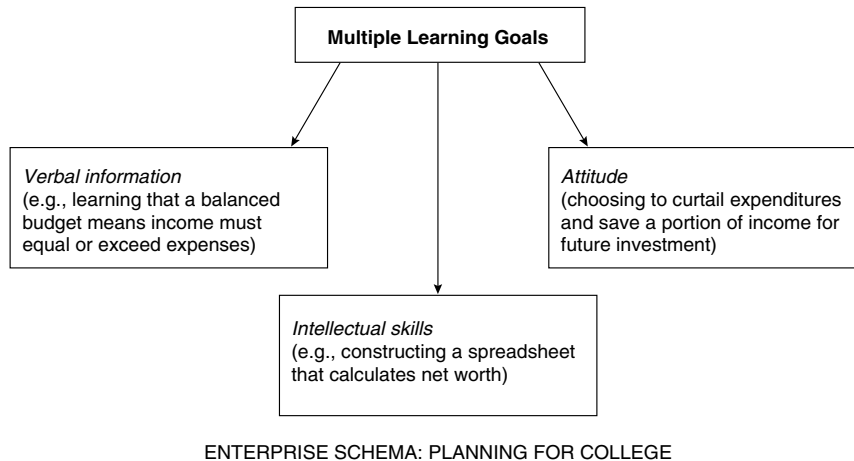 Multiple Learning Goals
Verbal information
(e.g., learning that a balanced
budget means income must
equal or exceed expenses)
Attitude
(choosing to curtail expenditures
and save a portion of income for
future investment)
Intellectual skills
(e.g., constructing a spreadsheet
that calculates net worth)
ENTERPRISE SCHEMA: PLANNING FOR COLLEGE